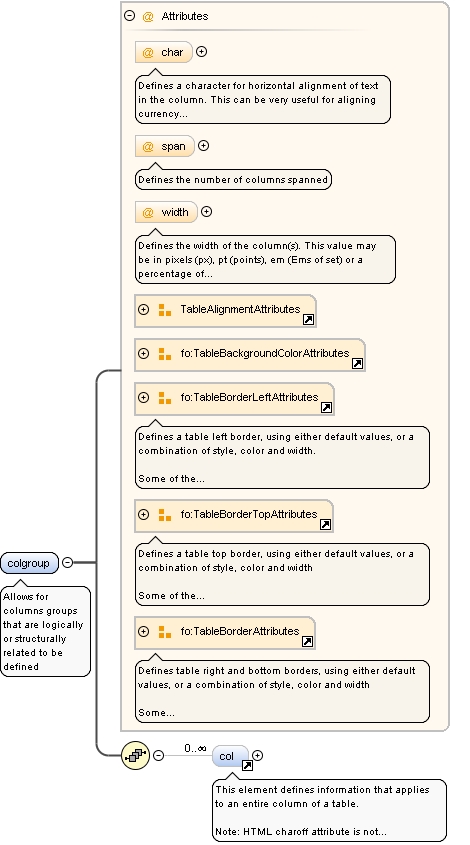 Attributes
@ char
Defines a character for horizontal alignment of text
in the column. This can be very useful for aligning
currency...
@ span
Defines the number of columns spanned
@ width
Defines the width of the column(s). This value may
be in pixels (px), pt (points), em (Ems of set) or a
percentage of...
TableAlignmentAttributes
fo:TableBackgroundColorAttributes
fo:TableBorderLeftAttributes
Defines a table left border, using either default values, or a
combination of style, color and width.
Some of the...
fo:TableBorderTopAttributes
Defines a table top border, using either default values, or a
combination of style, color and width
Some of the...
colgroup
Allows for
columns groups
that are logically
or structurally
related to be
defined
fo:TableBorderAttributes
Defines table right and bottom borders, using either default
values, or a combination of style, color and width
Some...
0..∞
col
This element defines information that applies
to an entire column of a table.
Note: HTML charoff attribute is not...